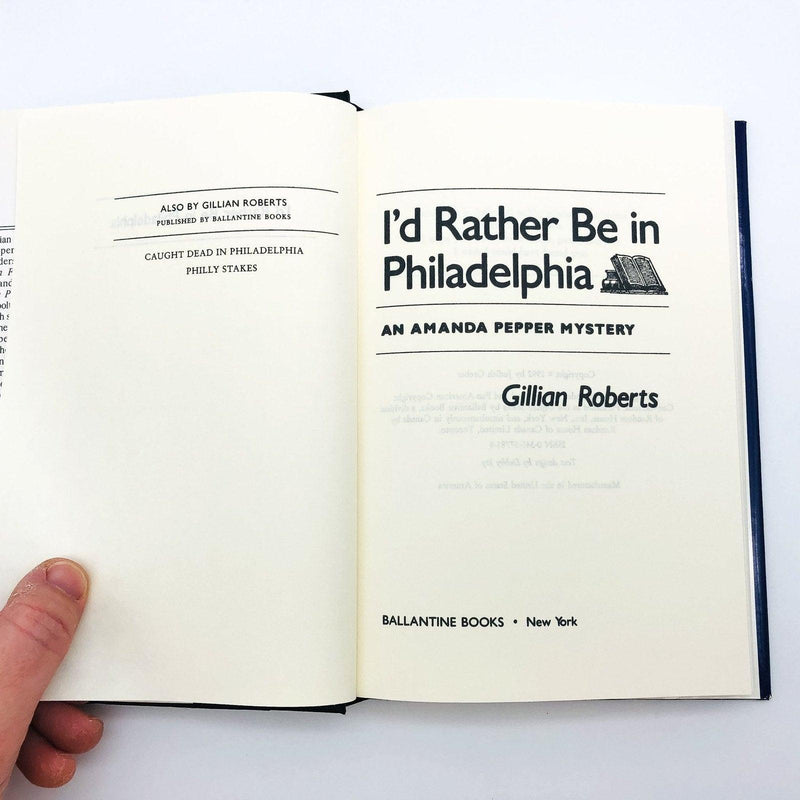 ALSO BY GILLIAN ROBERTS
PUBLISHED BY BALLANTINE BOOKS
CAUGHT DEAD IN PHILADELPHIA
PHILLY STAKES
I'd Rather Be in
Philadelphia
AN AMANDA PEPPER MYSTERY
Gillian Roberts
BALLANTINE BOOKS • New York